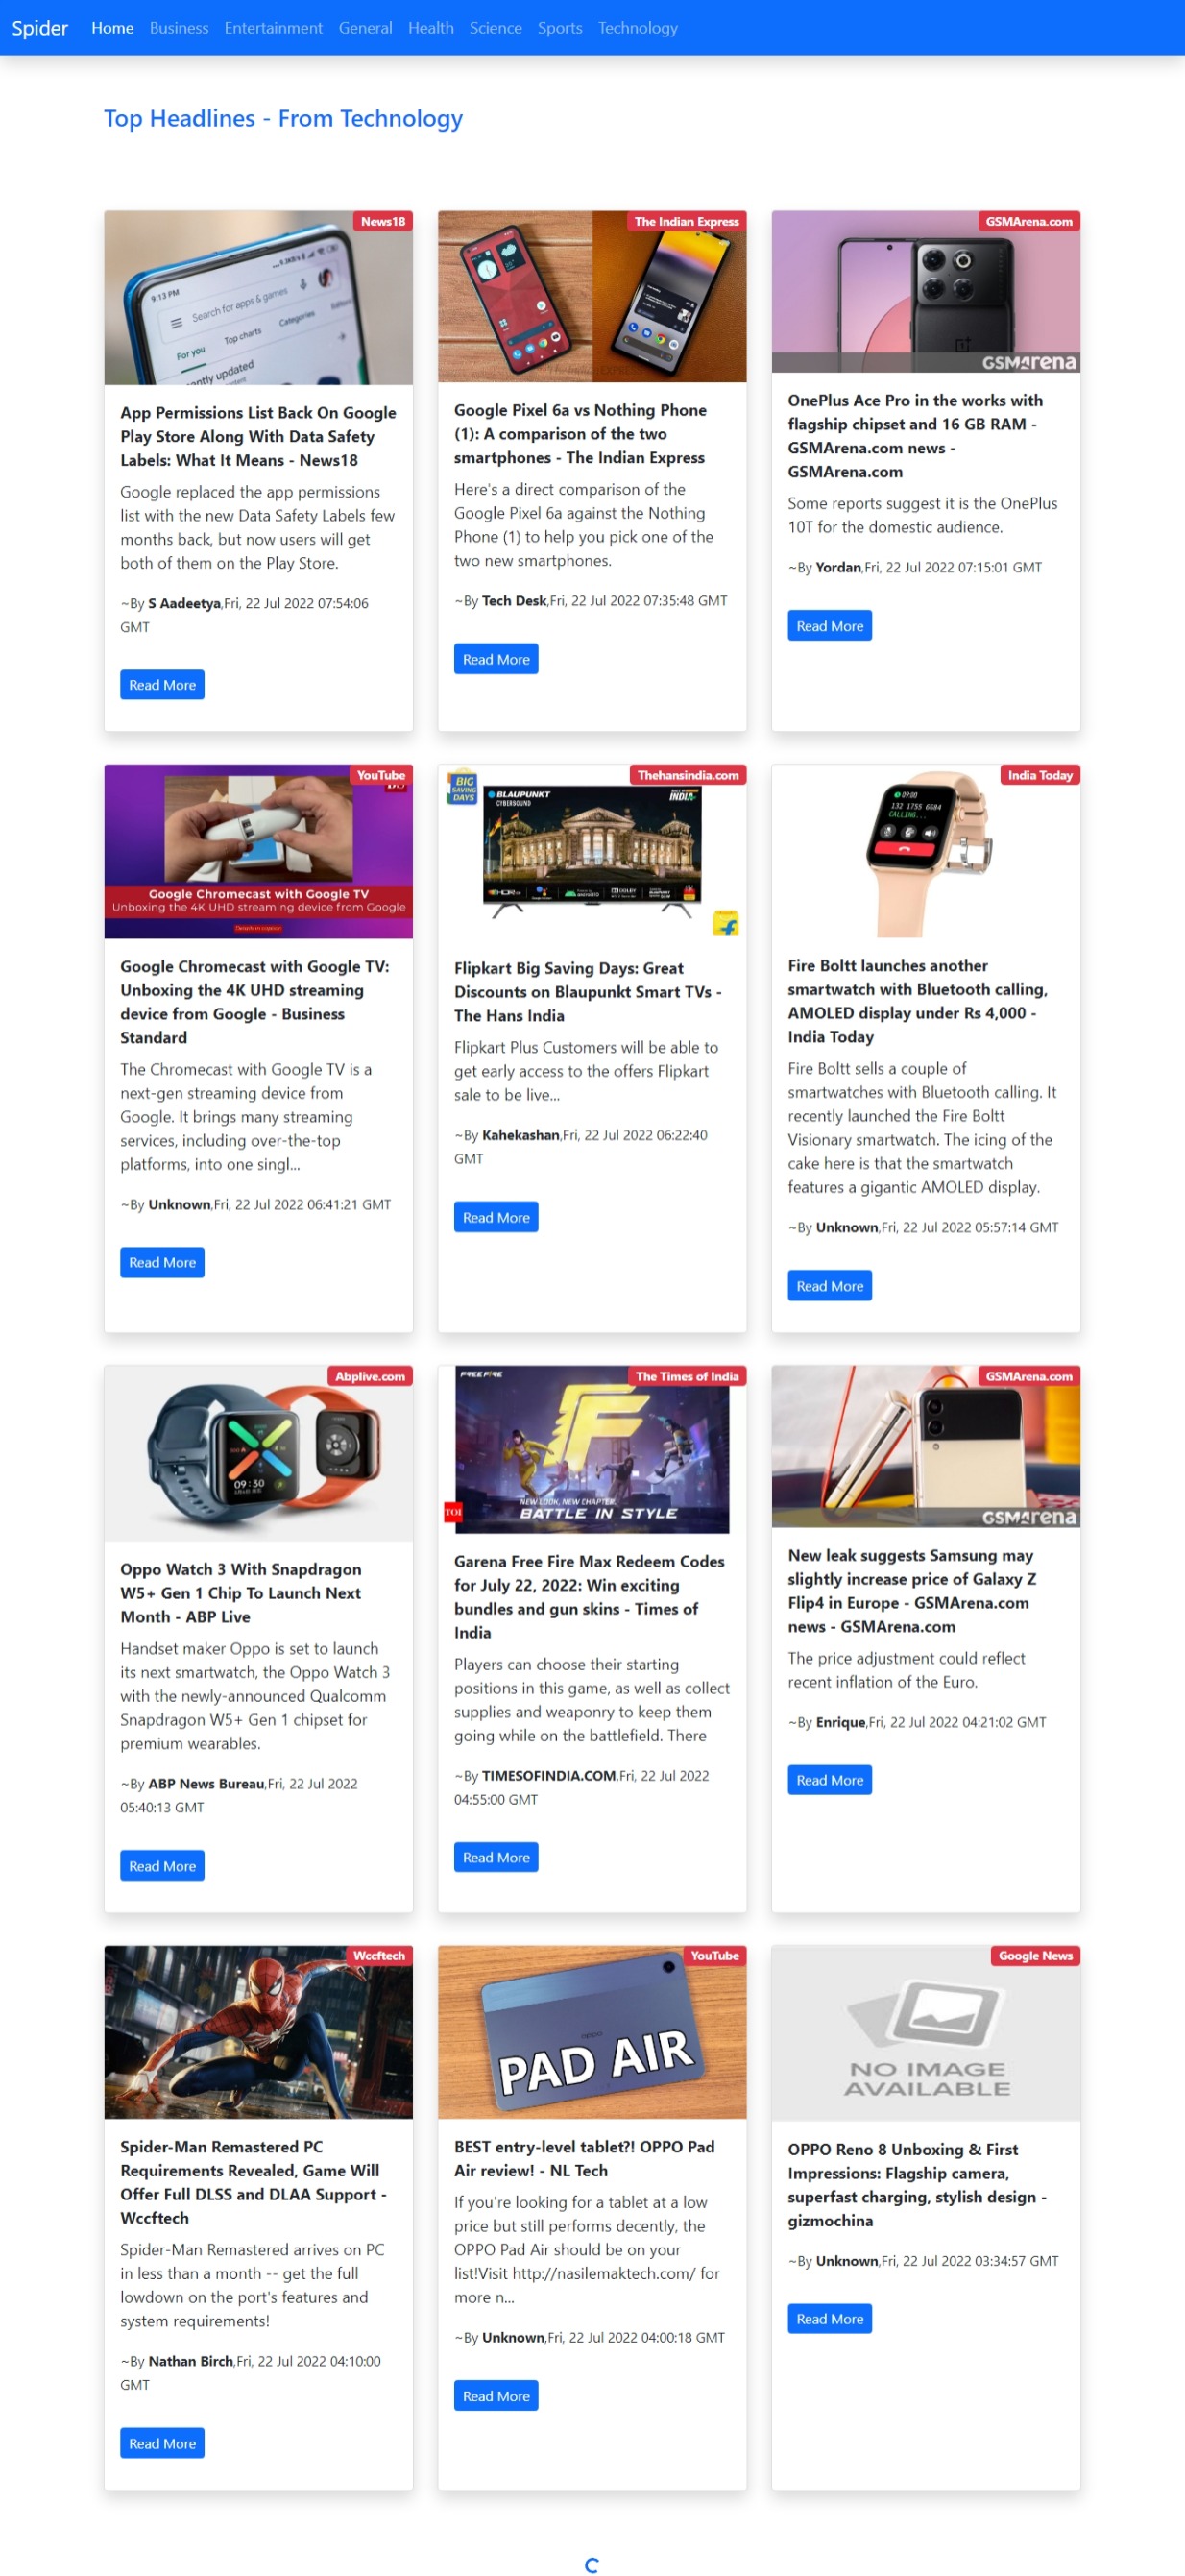 Spider Home Business Entertainment General Health Science Sports Technology
Top Headlines - From Technology
News18
9:13 PM
Search for apps & games
For you Top charts Categories
ently updated
App Permissions List Back On Google
Play Store Along With Data Safety
Labels: What It Means - News18
Google replaced the app permissions
list with the new Data Safety Labels few
months back, but now users will get
both of them on the Play Store.
~By S Aadeetya,Fri, 22 Jul 2022 07:54:06
GMT
Read More
The Indian Express
Google Pixel 6a vs Nothing Phone
(1): A comparison of the two
smartphones - The Indian Express
Here's a direct comparison of the
Google Pixel 6a against the Nothing
Phone (1) to help you pick one of the
two new smartphones.
~By Tech Desk,Fri, 22 Jul 2022 07:35:48 GMT
Read More
GSMArena.com
GSMArena
OnePlus Ace Pro in the works with
flagship chipset and 16 GB RAM -
GSMArena.com news -
GSMArena.com
Some reports suggest it is the OnePlus
10T for the domestic audience.
~By Yordan,Fri, 22 Jul 2022 07:15:01 GMT
Read More
YouTube
Google Chromecast with Google TV
Unboxing the 4K UHD streaming device from Google
Google Chromecast with Google TV:
Unboxing the 4K UHD streaming
device from Google - Business
Standard
The Chromecast with Google TV is a
next-gen streaming device from
Google. It brings many streaming
services, including over-the-top
platforms, into one singl...
~By Unknown,Fri, 22 Jul 2022 06:41:21 GMT
Read More
Thehansindia.com
BIG
SAVING
DAYS
BLAUPUNKT
CYBERSOUND
INDIA
Flipkart Big Saving Days: Great
Discounts on Blaupunkt Smart TVs -
The Hans India
Flipkart Plus Customers will be able to
get early access to the offers Flipkart
sale to be live...
~By Kahekashan,Fri, 22 Jul 2022 06:22:40
GMT
Read More
India Today
09:00
132 1755 6684
CALLING...
Fire Boltt launches another
smartwatch with Bluetooth calling,
AMOLED display under Rs 4,000 -
India Today
Fire Boltt sells a couple of
smartwatches with Bluetooth calling. It
recently launched the Fire Boltt
Visionary smartwatch. The icing of the
cake here is that the smartwatch
features a gigantic AMOLED display.
~By Unknown,Fri, 22 Jul 2022 05:57:14 GMT
Read More
Abplive.com
09:30
Oppo Watch 3 With Snapdragon
W5+ Gen 1 Chip To Launch Next
Month - ABP Live
Handset maker Oppo is set to launch
its next smartwatch, the Oppo Watch 3
with the newly-announced Qualcomm
Snapdragon W5+ Gen 1 chipset for
premium wearables.
~By ABP News Bureau,Fri, 22 Jul 2022
05:40:13 GMT
Read More
The Times of India
FREE FIRE
NEW LOOK, NEW CHAPTER,
BATTLE IN STYLE
TOI
Garena Free Fire Max Redeem Codes
for July 22, 2022: Win exciting
bundles and gun skins - Times of
India
Players can choose their starting
positions in this game, as well as collect
supplies and weaponry to keep them
going while on the battlefield. There
~By TIMESOFINDIA.COM,Fri, 22 Jul 2022
04:55:00 GMT
Read More
GSMArena.com
GSMArena
New leak suggests Samsung may
slightly increase price of Galaxy Z
Flip4 in Europe - GSMArena.com
news - GSMArena.com
The price adjustment could reflect
recent inflation of the Euro.
~By Enrique,Fri, 22 Jul 2022 04:21:02 GMT
Read More
Wccftech
Spider-Man Remastered PC
Requirements Revealed, Game Will
Offer Full DLSS and DLAA Support -
Wccftech
Spider-Man Remastered arrives on PC
in less than a month -- get the full
lowdown on the port's features and
system requirements!
~By Nathan Birch,Fri, 22 Jul 2022 04:10:00
GMT
Read More
YouTube
PAD AIR
BEST entry-level tablet?! OPPO Pad
Air review! - NL Tech
If you're looking for a tablet at a low
price but still performs decently, the
OPPO Pad Air should be on your
list!Visit http://nasilemaktech.com/ for
more n...
~By Unknown,Fri, 22 Jul 2022 04:00:18 GMT
Read More
Google News
NO IMAGE
AVAILABLE
OPPO Reno 8 Unboxing & First
Impressions: Flagship camera,
superfast charging, stylish design -
gizmochina
~By Unknown,Fri, 22 Jul 2022 03:34:57 GMT
Read More